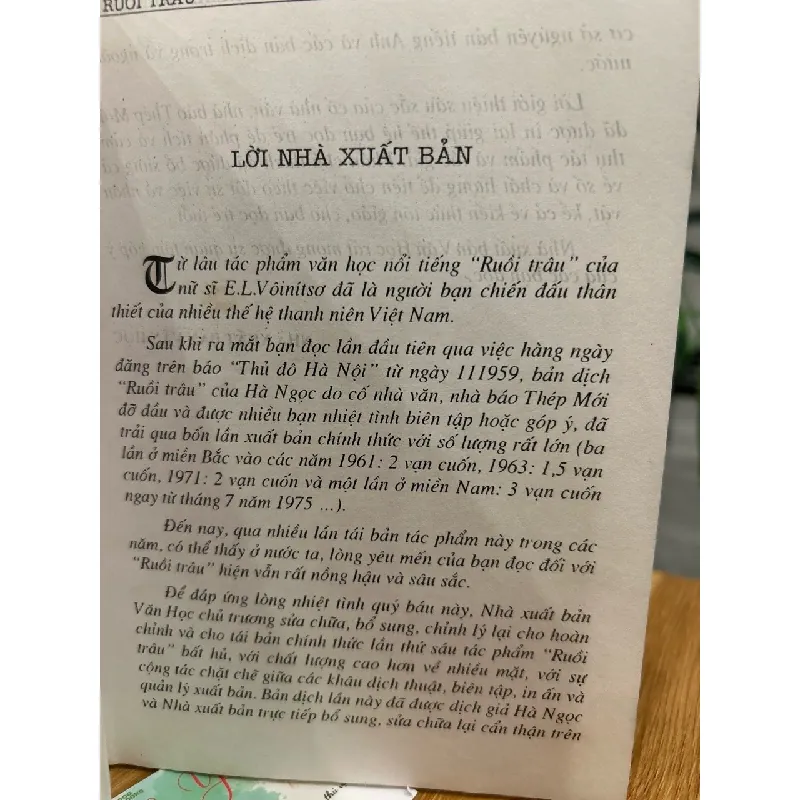 RUỒI TRÂU
LỜI NHÀ XUẤT BẢN
Từ lâu tác phẩm văn học nổi tiếng "Ruồi trâu" của
nữ sĩ E.L.Vôinítsơ đã là người bạn chiến đấu thân
thiết của nhiều thế hệ thanh niên Việt Nam.
Sau khi ra mắt bạn đọc lần đầu tiên qua việc hàng ngày
đăng trên báo "Thủ đô Hà Nội" từ ngày 111959, bản dịch
"Ruồi trâu" của Hà Ngọc do cố nhà văn, nhà báo Thép Mới
đỡ đầu và được nhiều bạn nhiệt tình biên tập hoặc góp ý, đã
trải qua bốn lần xuất bản chính thức với số lượng rất lớn (ba
lần ở miền Bắc vào các năm 1961: 2 vạn cuốn, 1963: 1,5 vạn
cuốn, 1971: 2 vạn cuốn và một lần ở miền Nam: 3 vạn cuốn
ngay từ tháng 7 năm 1975 ...).
Đến nay, qua nhiều lần tái bản tác phẩm này trong các
năm, có thể thấy ở nước ta, lòng yêu mến của bạn đọc đối với
"Ruồi trâu" hiện vẫn rất nồng hậu và sâu sắc.
Để đáp ứng lòng nhiệt tình quý báu này, Nhà xuất bản
Văn Học chủ trương sửa chữa, bổ sung, chỉnh lý lại cho hoàn
chỉnh và cho tái bản chính thức lần thứ sáu tác phẩm "Ruồi
trâu" bất hủ, với chất lượng cao hơn về nhiều mặt, với sự
cộng tác chặt chẽ giữa các khâu dịch thuật, biên tập, in ấn và
quản lý xuất bản. Bản dịch lần này đã được dịch giả Hà Ngọc
và Nhà xuất bản trực tiếp bổ sung, sửa chữa lại cẩn thận trên